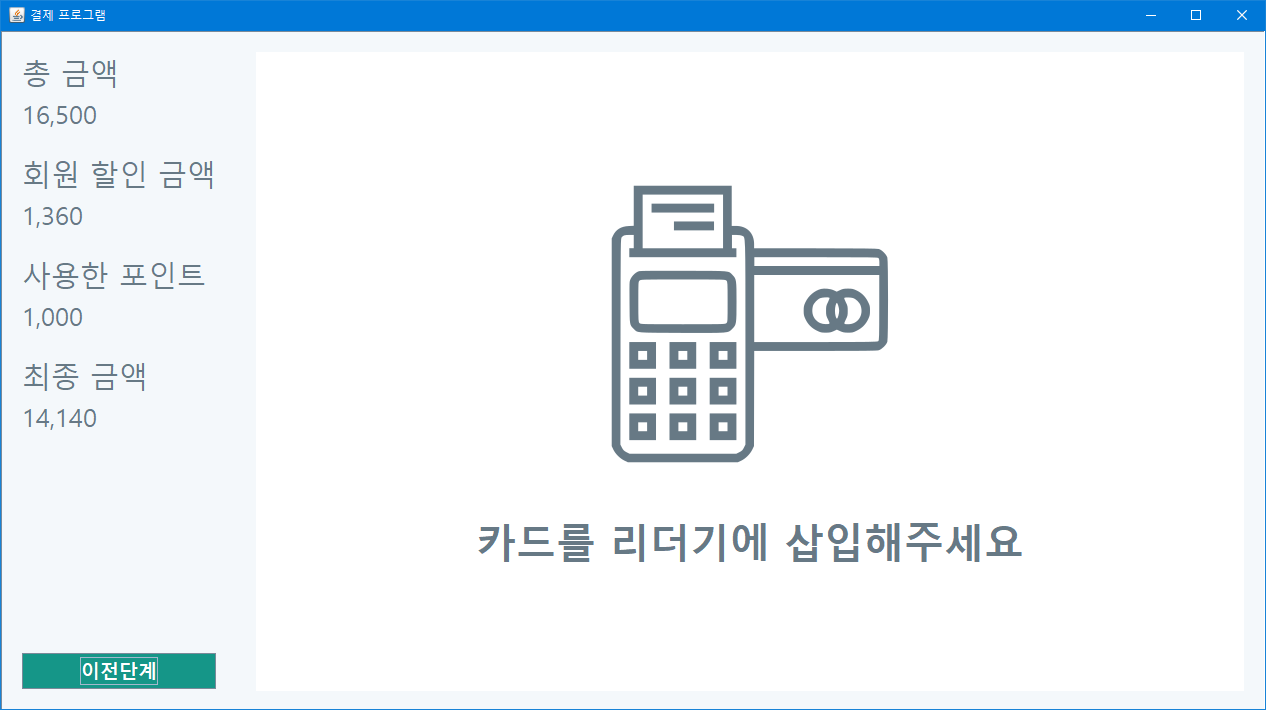 결제 프로그램
총 금액
16,500
회원 할인 금액
1,360
사용한 포인트
1,000
최종 금액
14,140
카드를 리더기에 삽입해주세요
이전단계